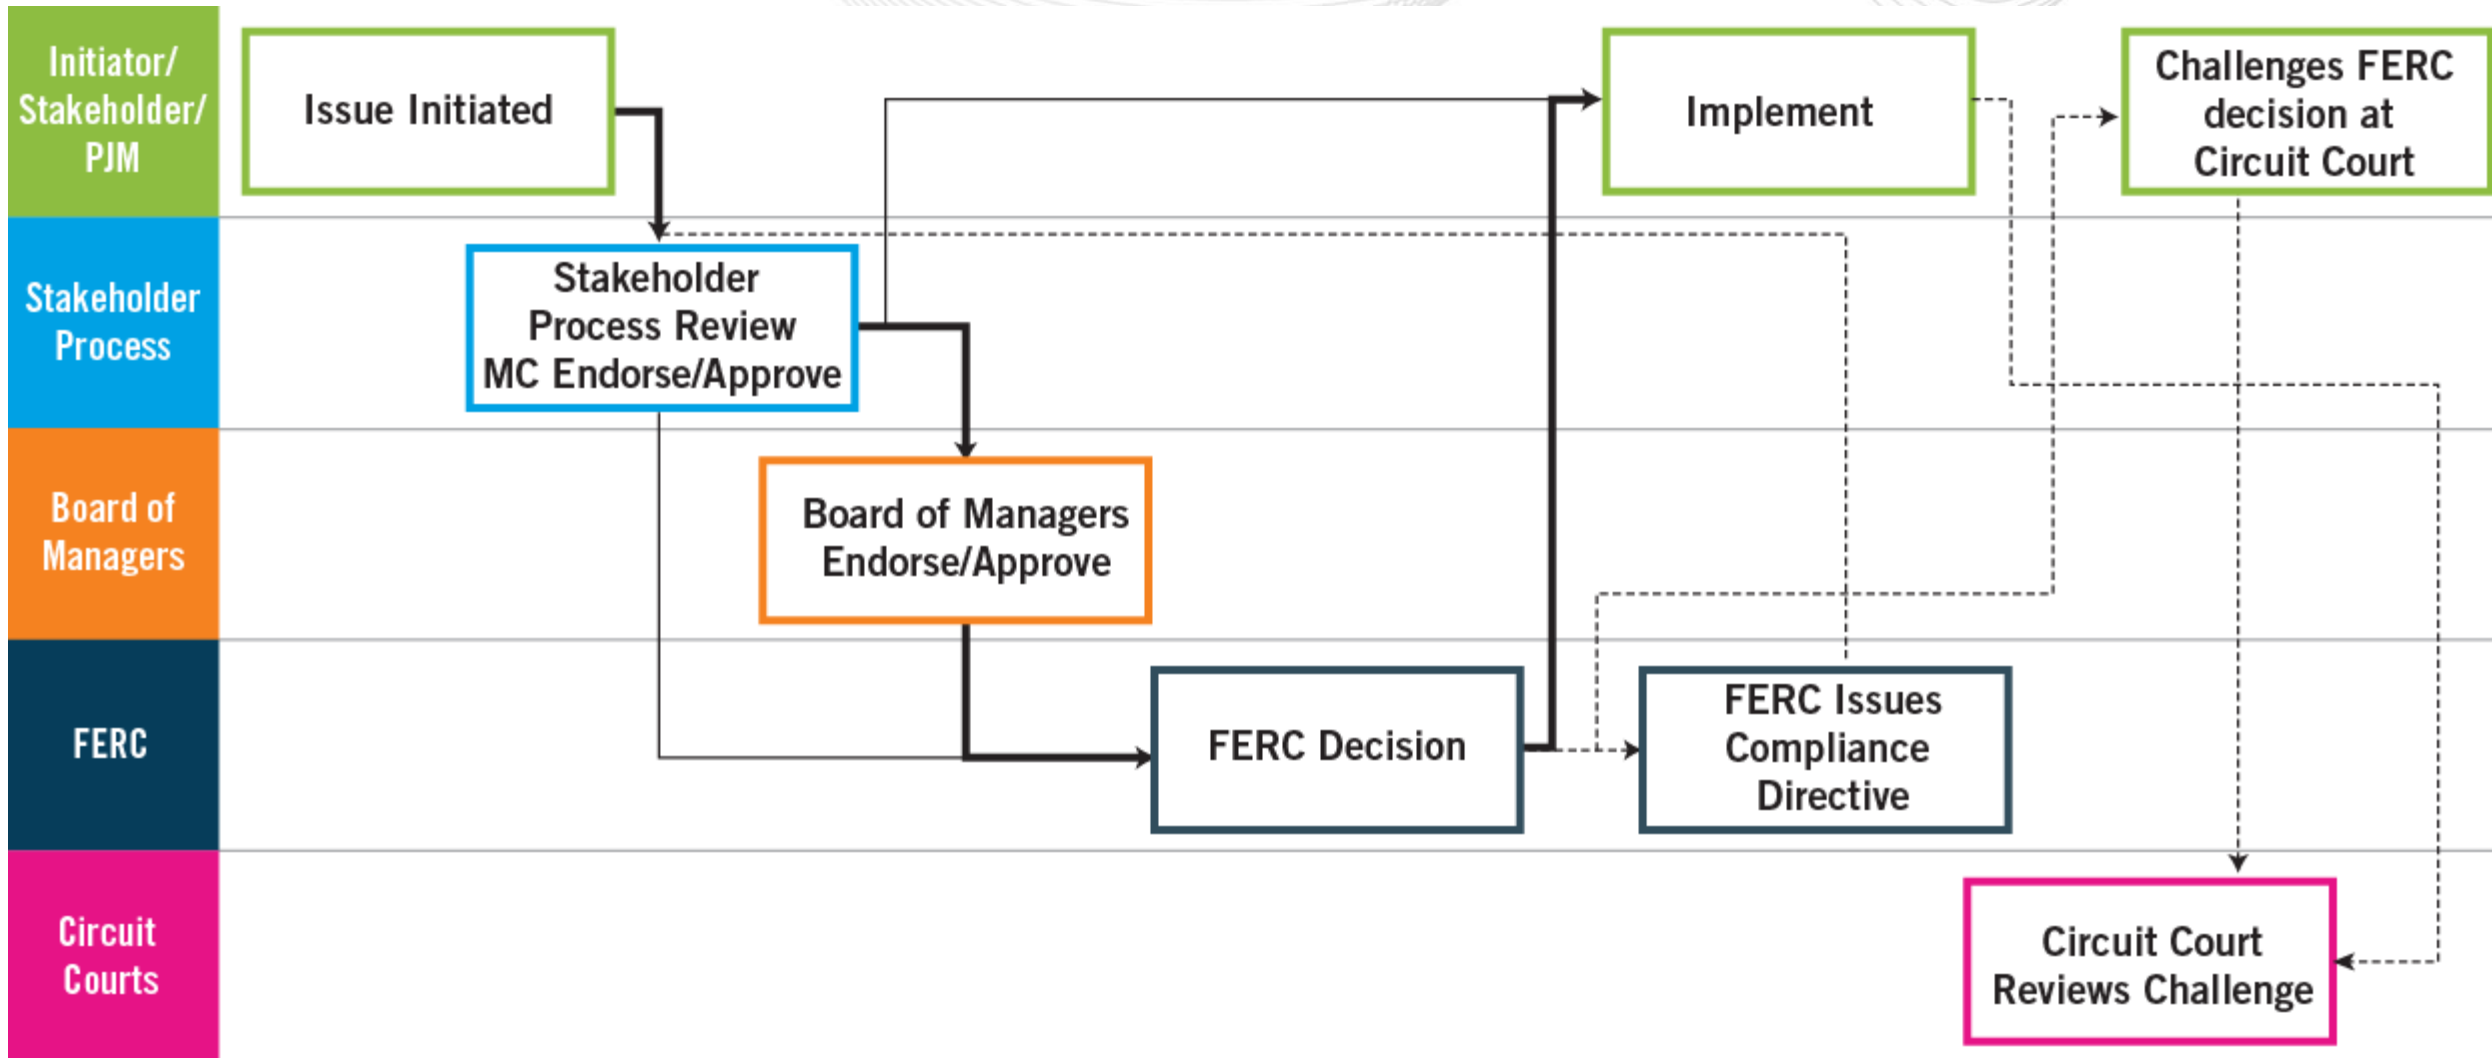 Initiator/
Stakeholder/
PJM
Issue Initiated
Implement
Challenges FERC
decision at
Circuit Court
Stakeholder
Process
Stakeholder
Process Review
MC Endorse/Approve
Board of
Managers
Board of Managers
Endorse/Approve
FERC
FERC Decision
FERC Issues
Compliance
Directive
Circuit
Courts
Circuit Court
Reviews Challenge